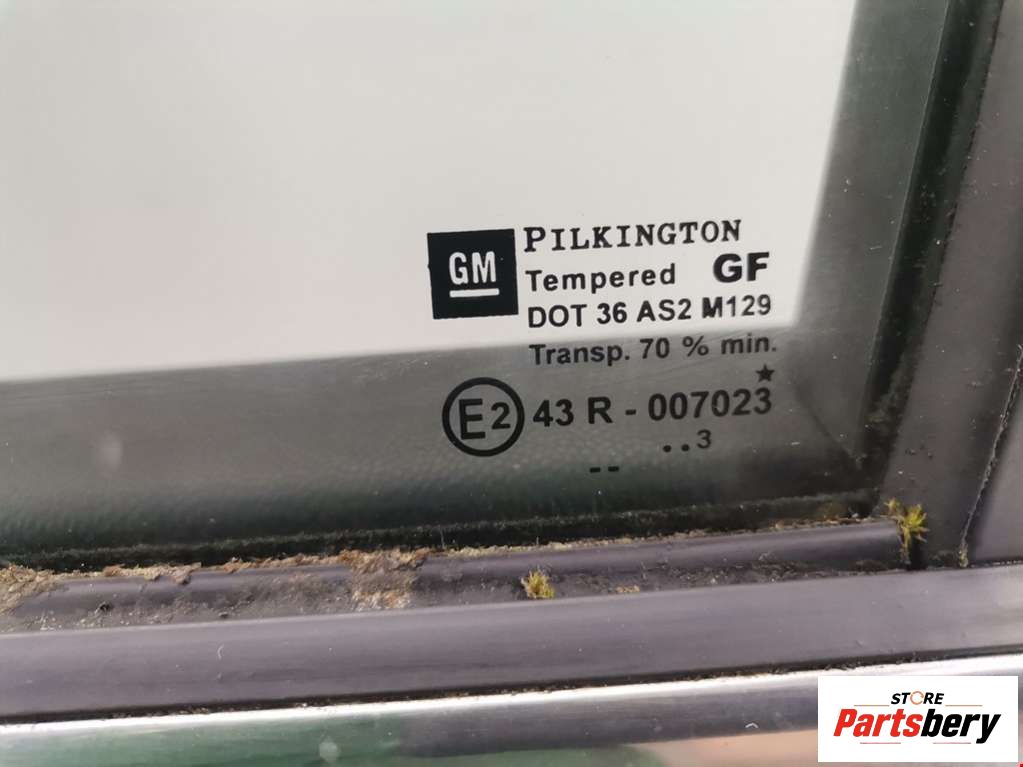 GM
PILKINGTON
Tempered GF
DOT 36 AS2 M129
Transp. 70 % min.
E2 43 R - 007023
..3
--
STORE
Partsbery